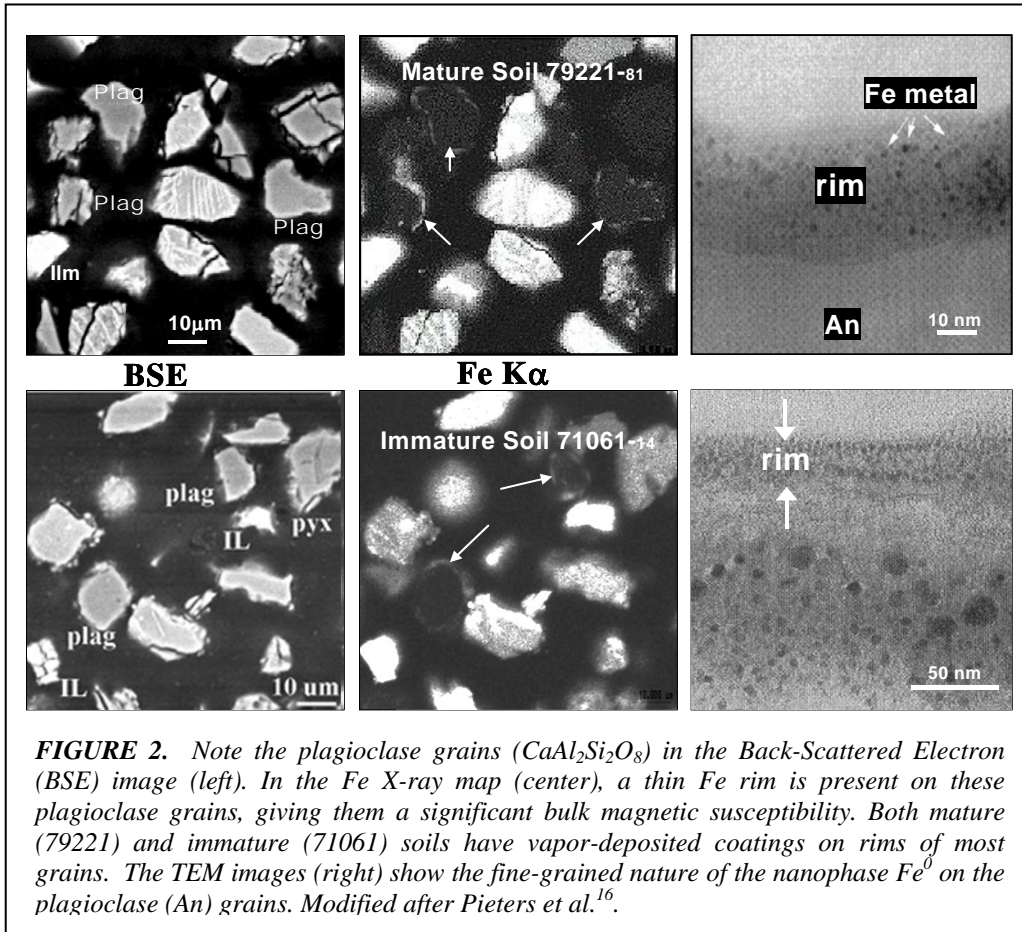 Plag
Plag
Plag
Ilm
10μm
Mature Soil 79221-81
Fe metal
rim
An
10 nm
BSE
Fe Kα
plag
IL
pyx
plag
IL
10 um
Immature Soil 71061-14
rim
50 nm
FIGURE 2. Note the plagioclase grains (CaAl2Si2O8) in the Back-Scattered Electron
(BSE) image (left). In the Fe X-ray map (center), a thin Fe rim is present on these
plagioclase grains, giving them a significant bulk magnetic susceptibility. Both mature
(79221) and immature (71061) soils have vapor-deposited coatings on rims of most
grains. The TEM images (right) show the fine-grained nature of the nanophase Fe0 on the
plagioclase (An) grains. Modified after Pieters et al.16.